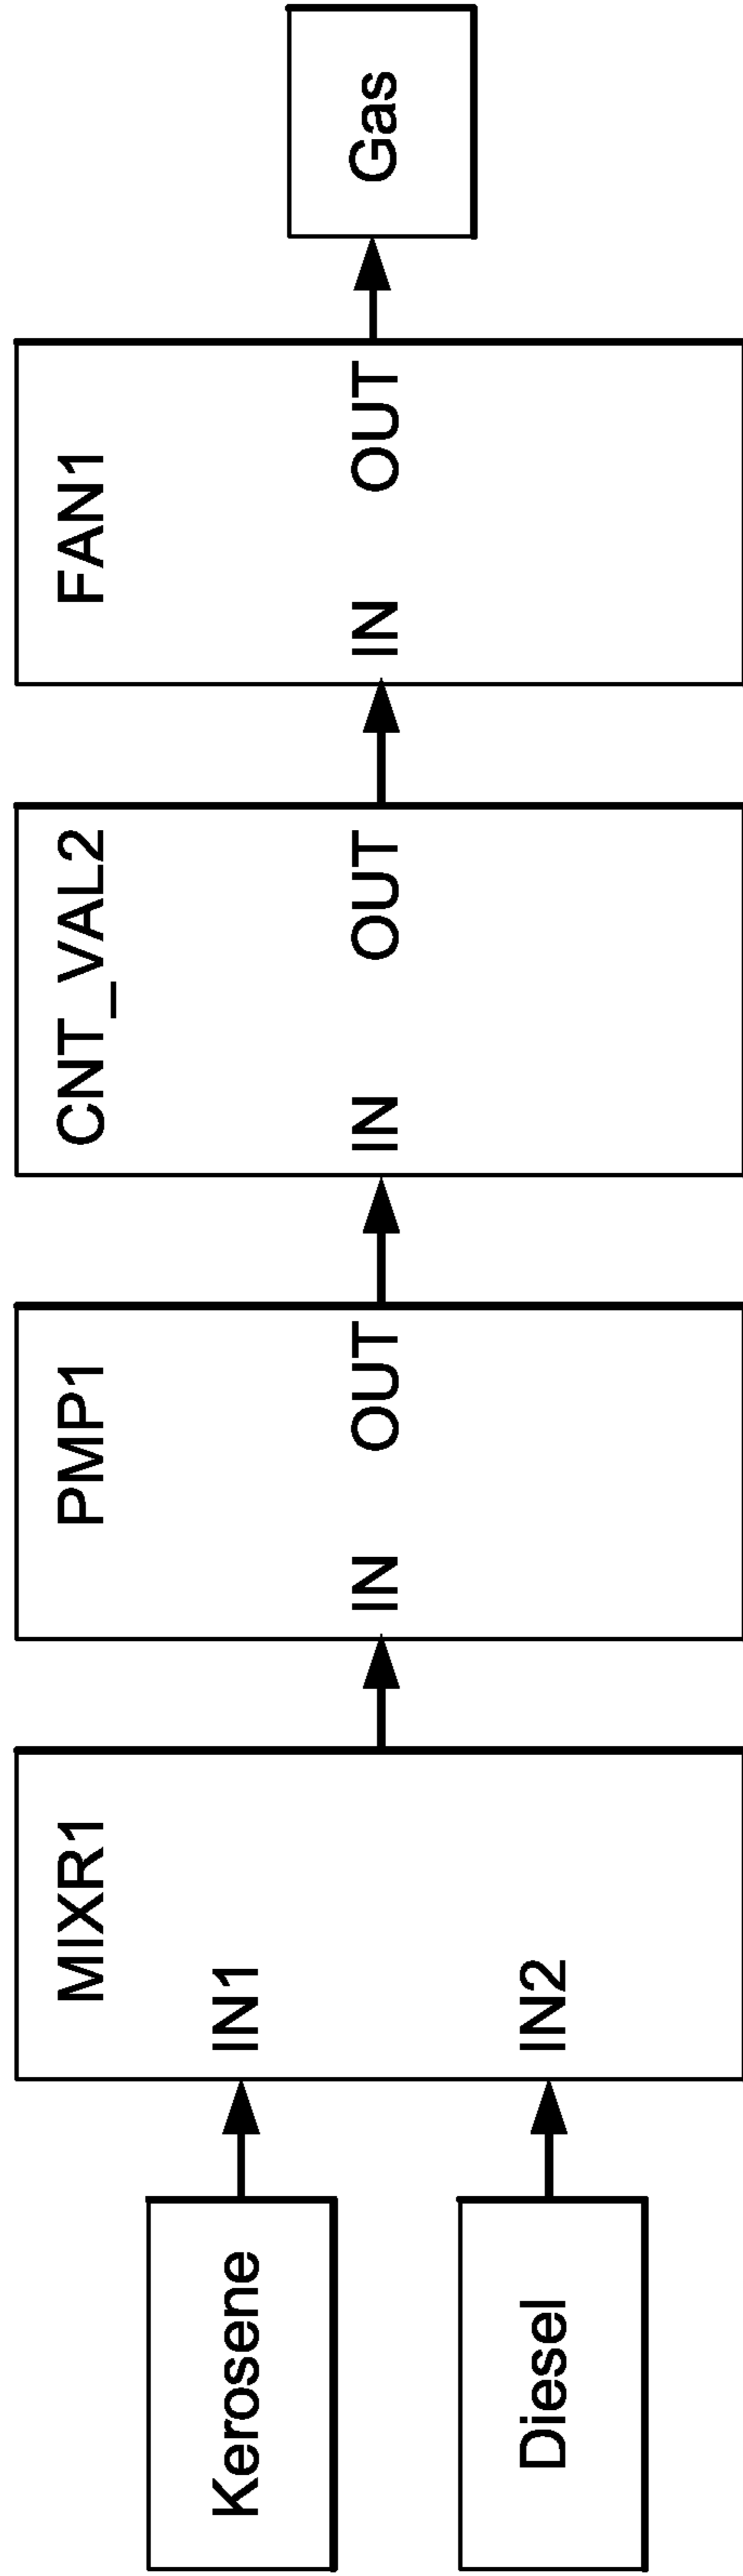 Kerosene
Diesel
MIXR1
IN1
IN2
PMP1
IN OUT
CNT_VAL2
IN OUT
FAN1
IN OUT
Gas